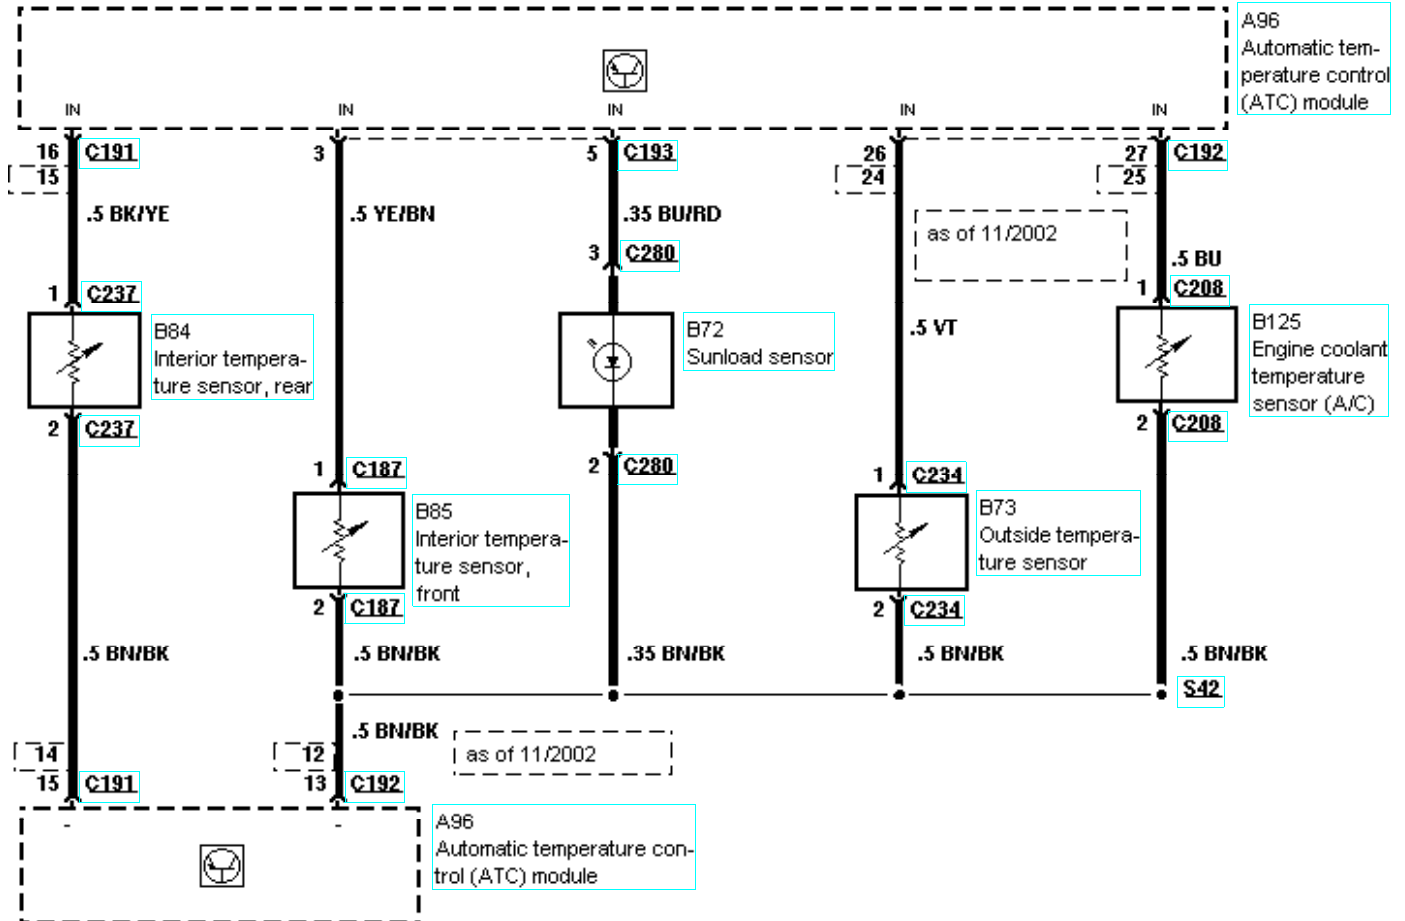 A96
Automatic tem-
perature control
(ATC) module
IN IN IN IN IN
16 C191 3 5 C193 26 27 C192
15 24 25
.5 BK/YE .5 YE/BN .35 BU/RD as of 11/2002
3 C280 .5 BU
1 C237 1 C208
B84
Interior tempera-
ture sensor, rear
B72
Sunload sensor
.5 VT
B125
Engine coolant
temperature
sensor (A/C)
2 C237 2 C208
1 C187 2 C280 1 C234
B85
Interior tempera-
ture sensor,
front
B73
Outside tempera-
ture sensor
2 C187 2 C234
.5 BN/BK .5 BN/BK .35 BN/BK .5 BN/BK .5 BN/BK
S42
.5 BN/BK
14 12 as of 11/2002
15 C191 13 C192
- -
A96
Automatic temperature con-
trol (ATC) module